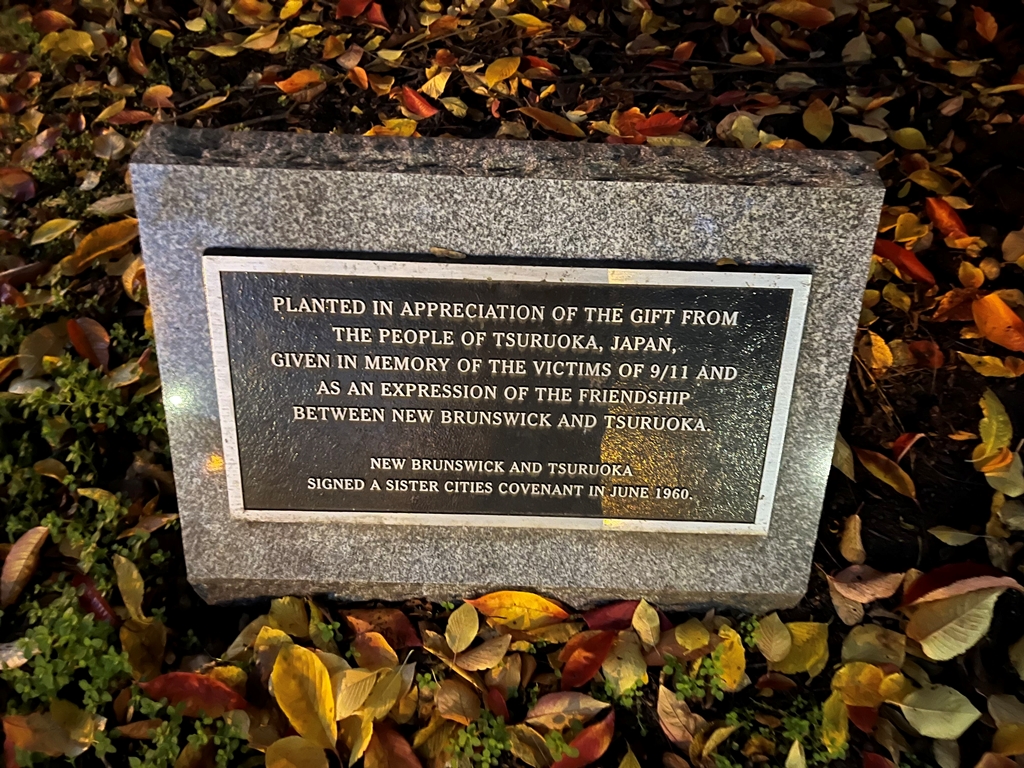 PLANTED IN APPRECIATION OF THE GIFT FROM
THE PEOPLE OF TSURUOKA, JAPAN,
GIVEN IN MEMORY OF THE VICTIMS OF 9/11 AND
AS AN EXPRESSION OF THE FRIENDSHIP
BETWEEN NEW BRUNSWICK AND TSURUOKA.
NEW BRUNSWICK AND TSURUOKA
SIGNED A SISTER CITIES COVENANT IN JUNE 1960.